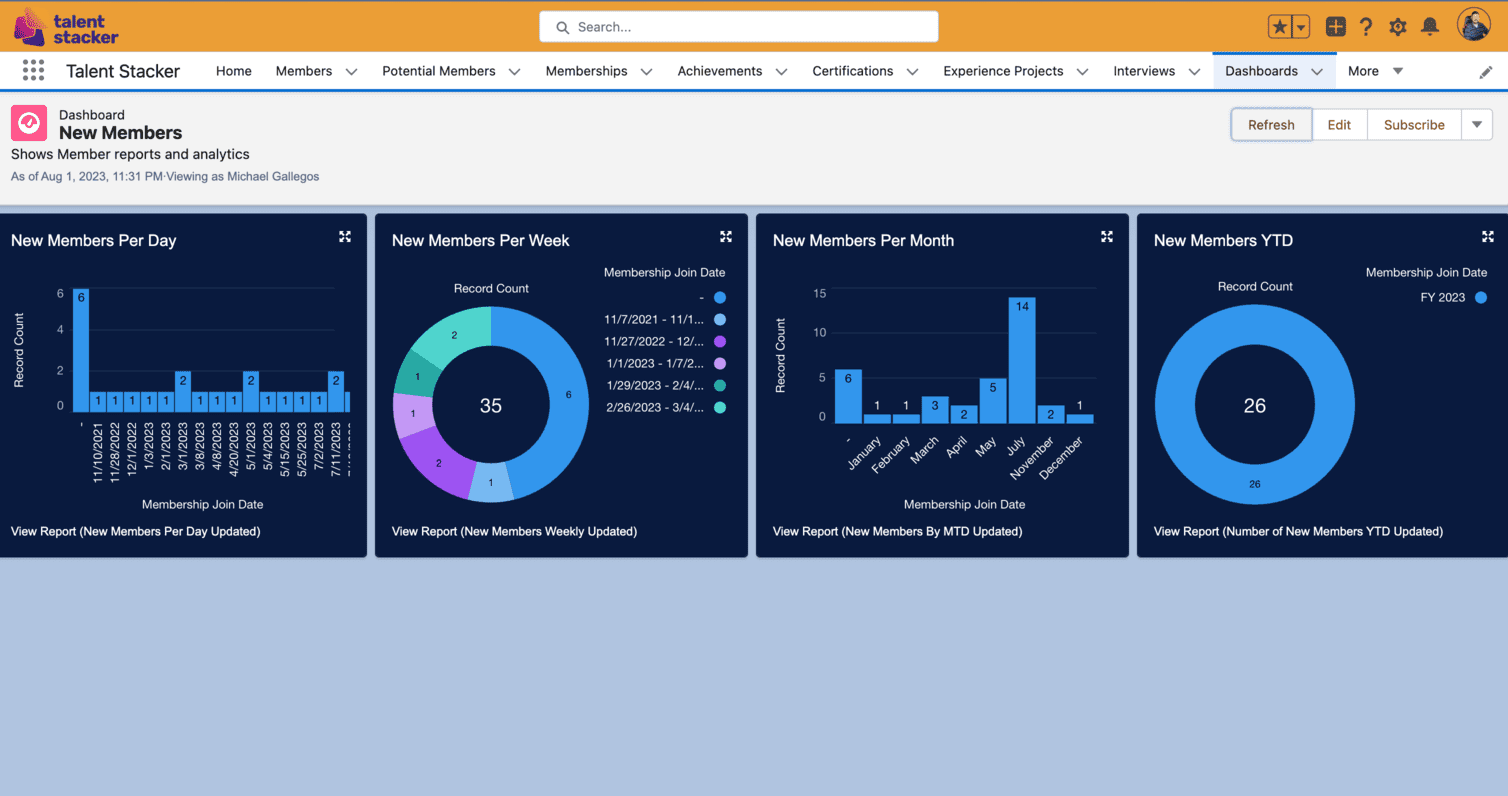 talent
stacker
Search...
Talent Stacker
Home
Members
Potential Members
Memberships
Achievements
Certifications
Experience Projects
Interviews
Dashboards
More
Dashboard
New Members
Shows Member reports and analytics
As of Aug 1, 2023, 11:31 PM·Viewing as Michael Gallegos
Refresh
Edit
Subscribe
New Members Per Day
Record Count
6
4
2
0
6
1
1
1
1
1
2
1
1
1
2
1
1
1
1
2
-
11/10/2021
11/28/2022
12/1/2022
1/3/2023
2/1/2023
3/1/2023
3/8/2023
4/8/2023
4/20/2023
5/1/2023
5/4/2023
5/15/2023
5/25/2023
7/2/2023
7/11/2023
Membership Join Date
View Report (New Members Per Day Updated)
New Members Per Week
Membership Join Date
Record Count
-
11/7/2021 - 11/1...
11/27/2022 - 12/...
1/1/2023 - 1/7/2...
1/29/2023 - 2/4/...
2/26/2023 - 3/4/...
2
1
1
2
1
6
35
View Report (New Members Weekly Updated)
New Members Per Month
Record Count
15
10
5
0
6
1
1
3
2
5
14
2
1
-
January
February
March
April
May
July
November
December
Membership Join Date
View Report (New Members By MTD Updated)
New Members YTD
Membership Join Date
Record Count
FY 2023
26
26
View Report (Number of New Members YTD Updated)